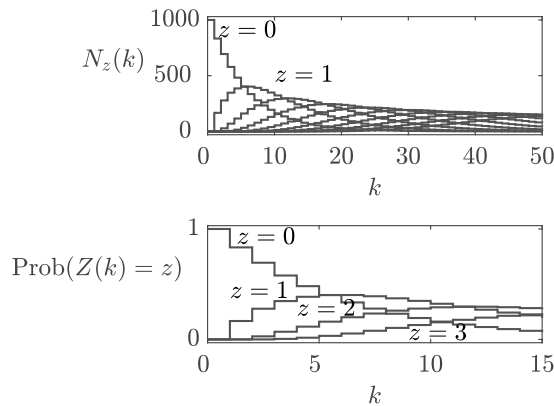 1000
z = 0
N_z(k)
z = 1
500
0
0 10 20 30 40 50
k
1
z = 0
Prob(Z(k) = z)
z = 1
z = 2
z = 3
0
0 5 10 15
k